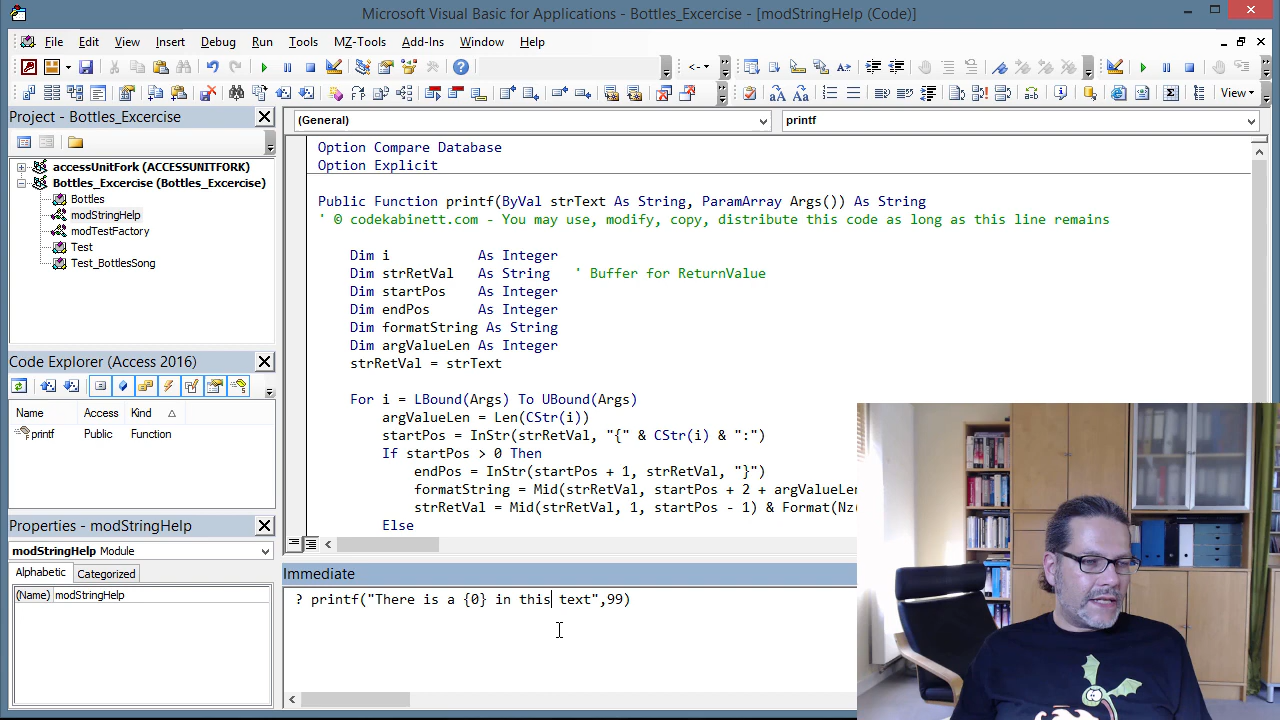 Microsoft Visual Basic for Applications - Bottles_Excercise - [modStringHelp (Code)]
File Edit View Insert Format Debug Run Tools MZ-Tools Add-Ins Window Help
View
Project - Bottles_Excercise
(General)
printf
accessUnitFork (ACCESSUNITFORK)
Bottles_Excercise (Bottles_Excercise)
Bottles
modStringHelp
modTestFactory
Test
Test_BottlesSong
Code Explorer (Access 2016)
Name Access Kind
printf Public Function
Properties - modStringHelp
modStringHelp Module
Alphabetic Categorized
(Name) modStringHelp
Option Compare Database
Option Explicit
Public Function printf(ByVal strText As String, ParamArray Args()) As String
' © codekabinett.com - You may use, modify, copy, distribute this code as long as this line remains
Dim i As Integer
Dim strRetVal As String ' Buffer for ReturnValue
Dim startPos As Integer
Dim endPos As Integer
Dim formatString As String
Dim argValueLen As Integer
strRetVal = strText
For i = LBound(Args) To UBound(Args)
argValueLen = Len(CStr(i))
startPos = InStr(strRetVal, "{" & CStr(i) & ":")
If startPos > 0 Then
endPos = InStr(startPos + 1, strRetVal, "}")
formatString = Mid(strRetVal, startPos + 2 + argValueLen
strRetVal = Mid(strRetVal, 1, startPos - 1) & Format(Nz(
Else
Immediate
? printf("There is a {0} in this text",99)